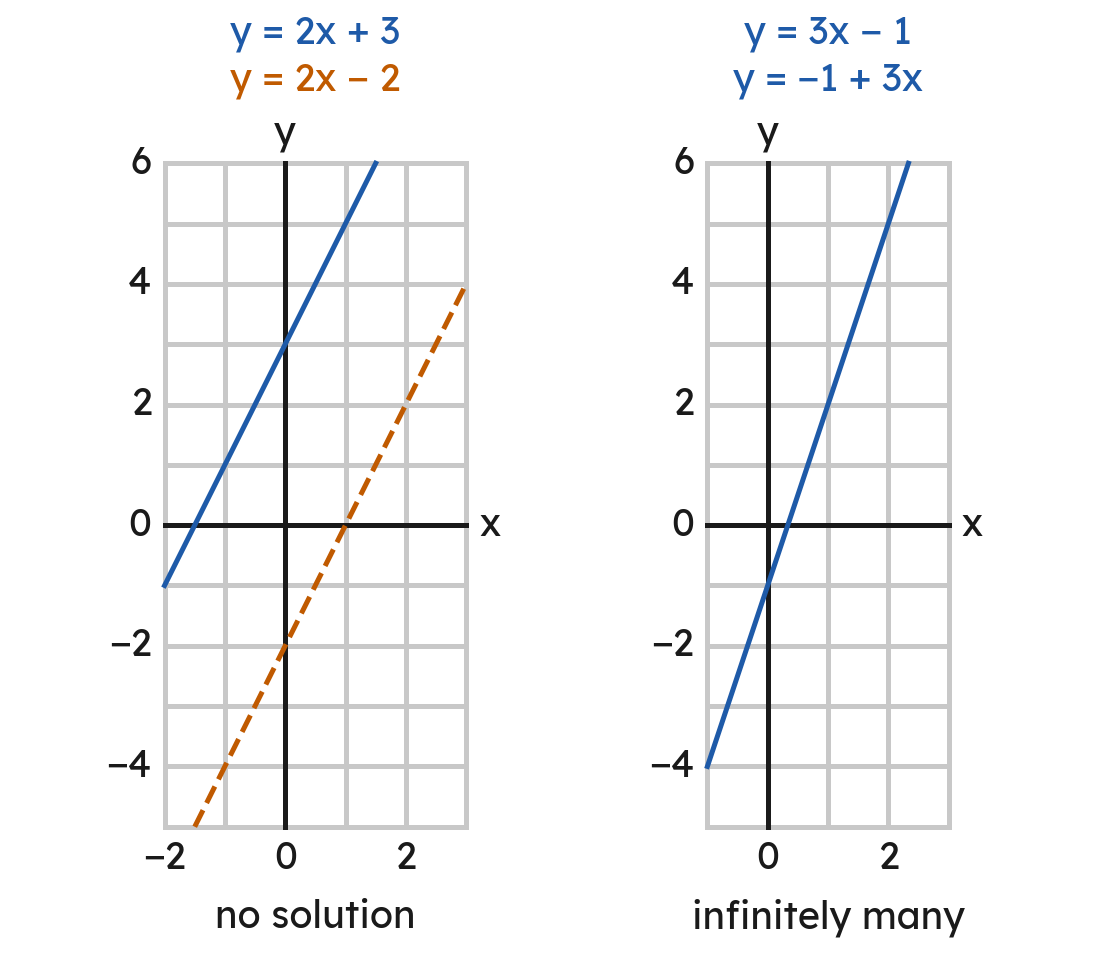 y = 2x + 3
y = 2x − 2
y
6
4
2
0
x
−2
−4
−2 0 2
no solution
y = 3x − 1
y = −1 + 3x
y
6
4
2
0
x
−2
−4
0 2
infinitely many